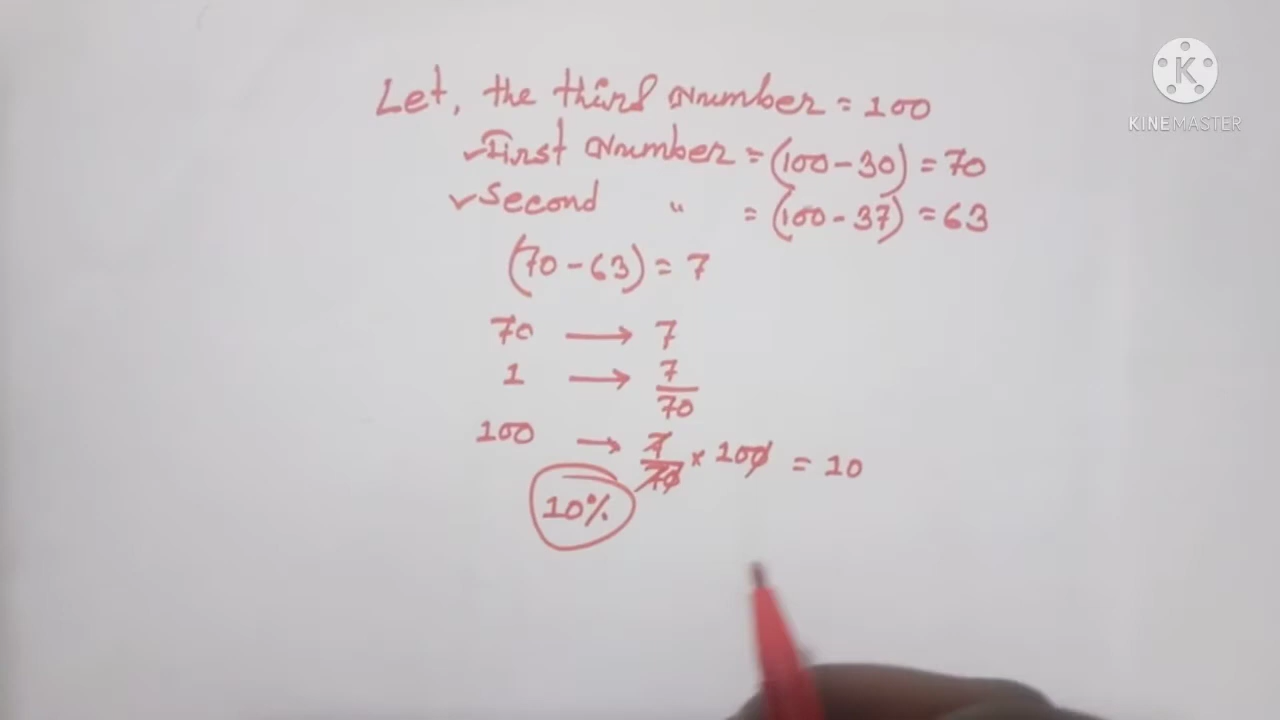 Let, the third Number = 100
✓First Number = (100 - 30) = 70
✓Second " = (100 - 37) = 63
(70 - 63) = 7
70 → 7
1 → 7/70
100 → 7/70 × 100 = 10
10%
K
KINEMASTER